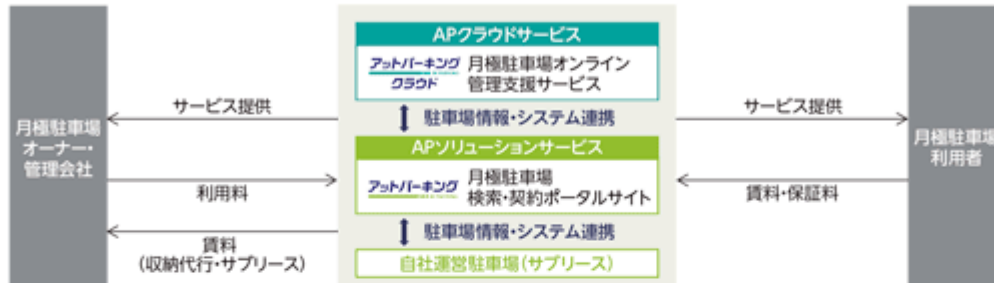 月極駐車場
オーナー・
管理会社
サービス提供
利用料
賃料
(収納代行・サブリース)
APクラウドサービス
アットパーキング
クラウド
月極駐車場オンライン
管理支援サービス
駐車場情報・システム連携
APソリューションサービス
アットパーキング
月極駐車場
検索・契約ポータルサイト
駐車場情報・システム連携
自社運営駐車場(サブリース)
サービス提供
賃料・保証料
月極駐車場
利用者